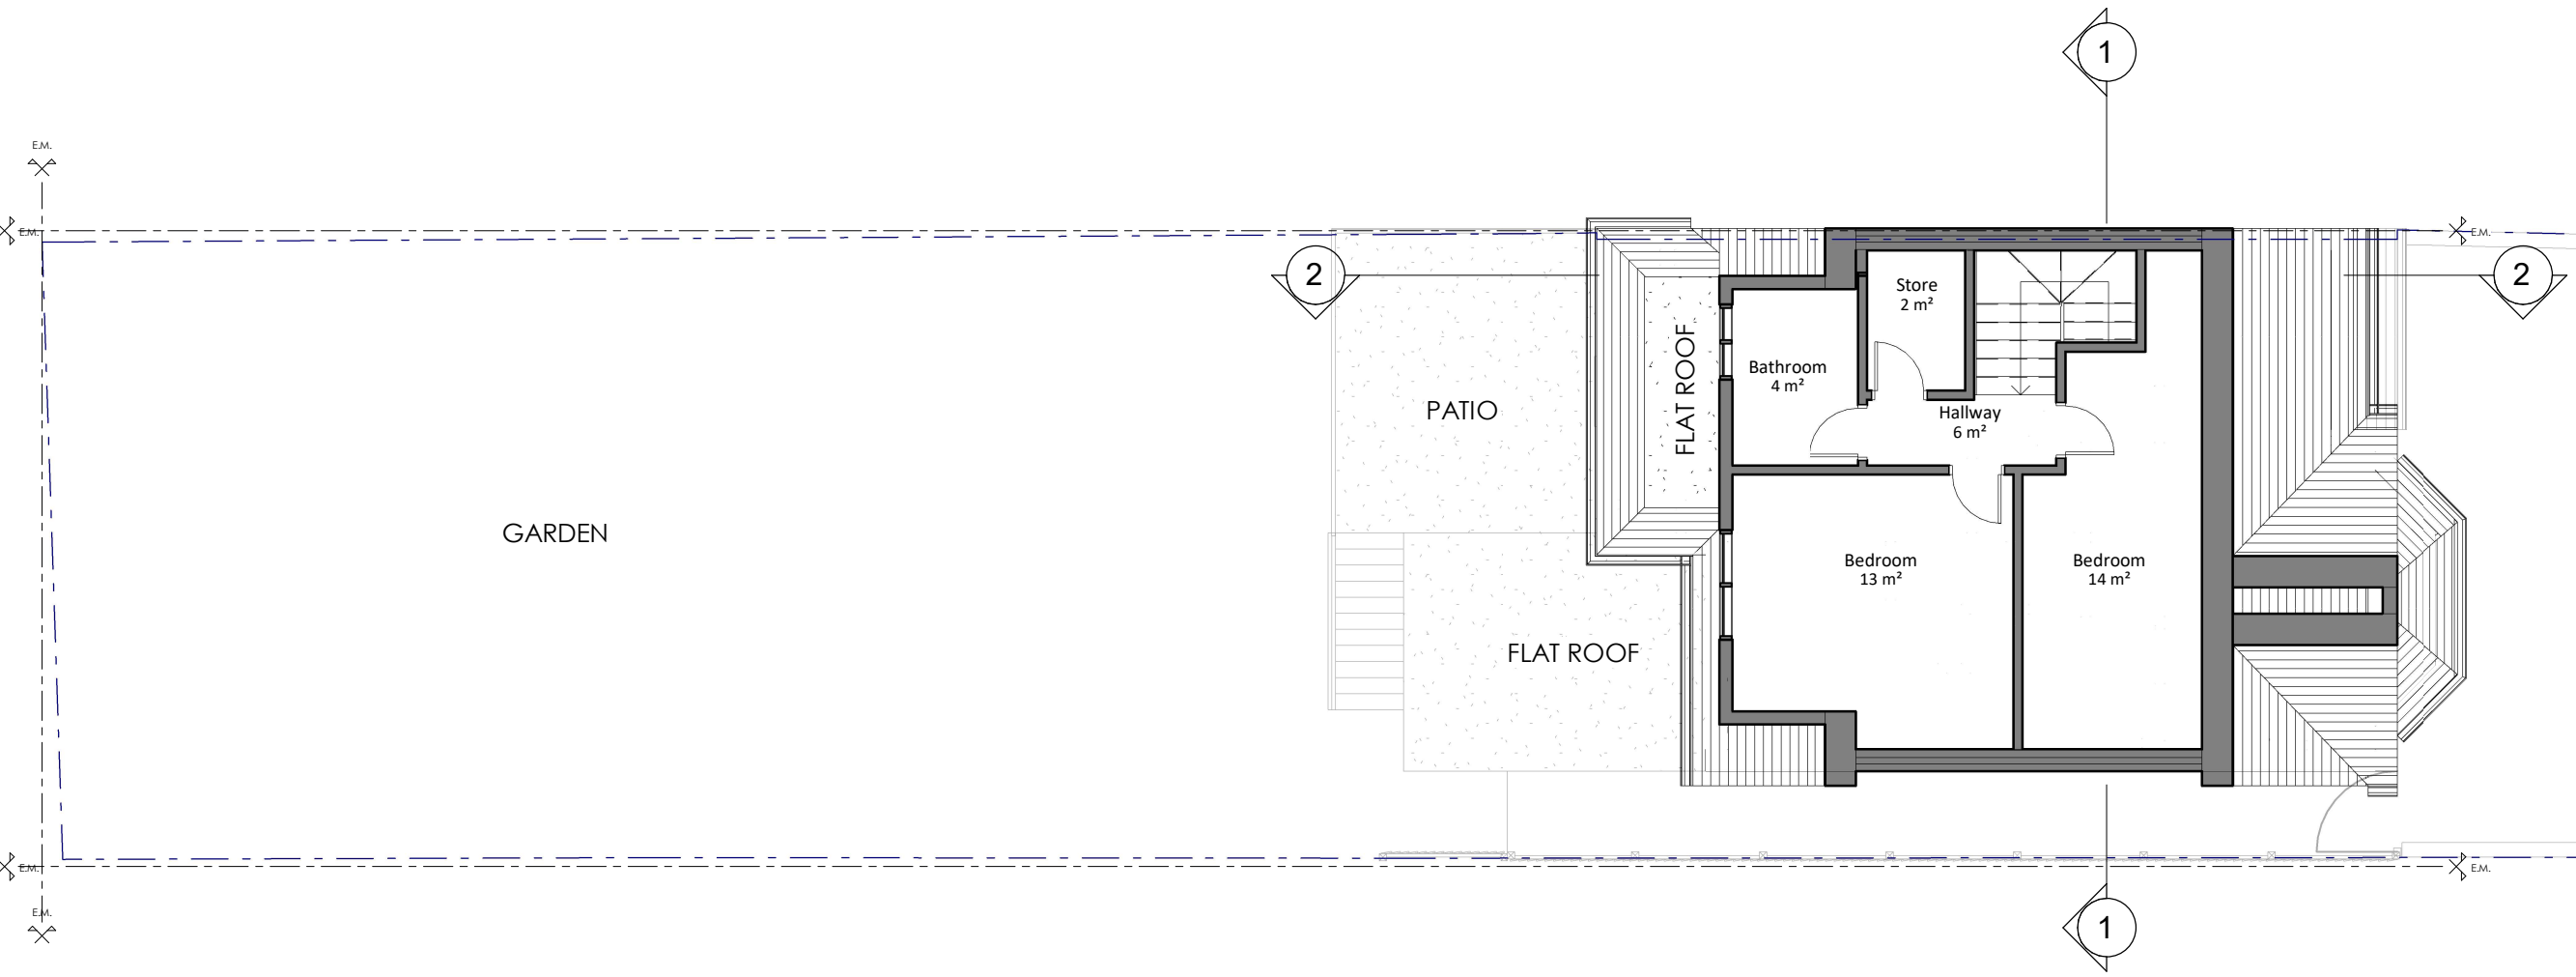 1
E.M.
E.M.
E.M.
2
2
Store
2 m²
FLAT ROOF
Bathroom
4 m²
PATIO
Hallway
6 m²
GARDEN
Bedroom
13 m²
Bedroom
14 m²
FLAT ROOF
E.M.
E.M.
E.M.
1